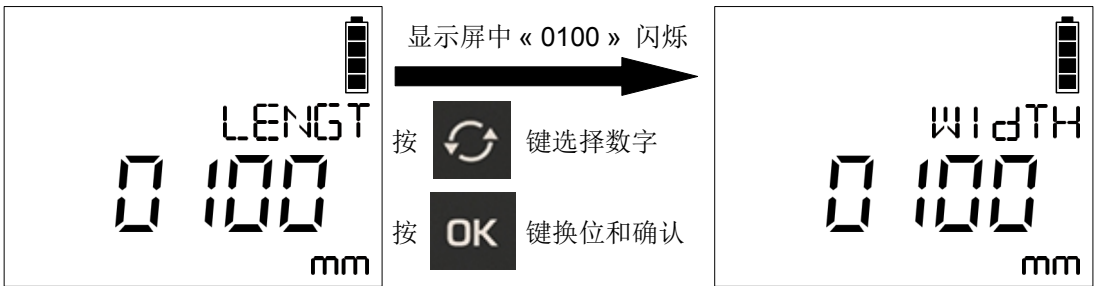 显示屏中 « 0100 » 闪烁
LENGT
0100
mm
按 键选择数字
按 OK 键换位和确认
WIdTH
0100
mm